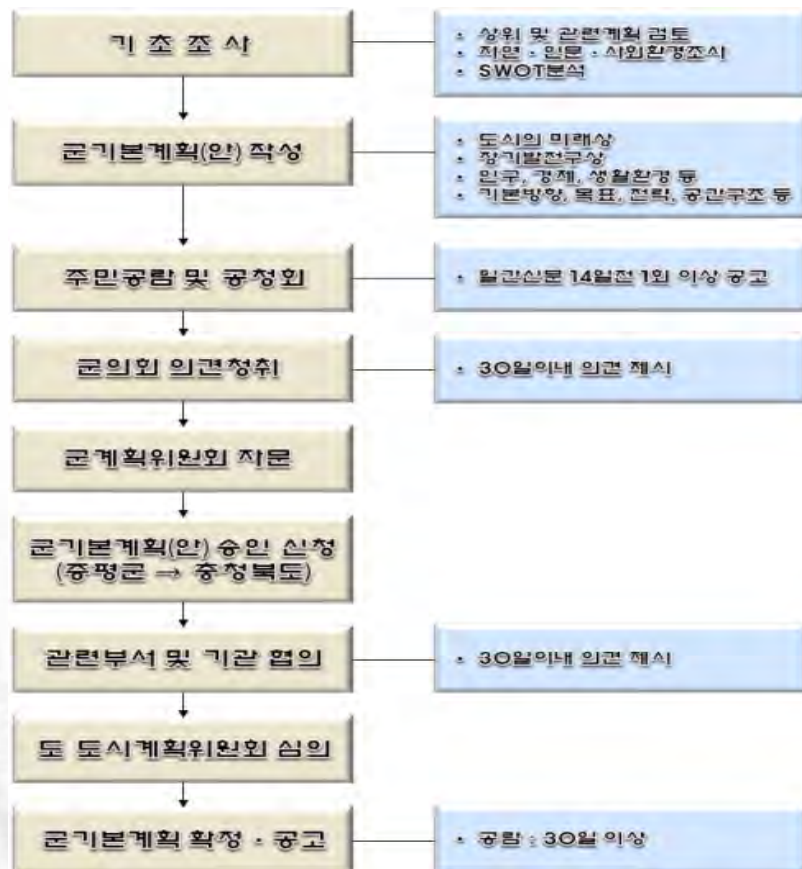 기 초 조 사
• 상위 및 관련계획 검토
• 자연 · 인문 · 사회환경조사
• SWOT분석
군기본계획(안) 작성
• 도시의 미래상
• 장기발전구상
• 인구, 경제, 생활환경 등
• 기본방향, 목표, 전략, 공간구조 등
주민공람 및 공청회
• 일간신문 14일전 1회 이상 공고
군의회 의견청취
• 30일이내 의견 제시
군계획위원회 자문
군기본계획(안) 승인 신청
(증평군 → 충청북도)
관련부서 및 기관 협의
• 30일이내 의견 제시
도 도시계획위원회 심의
군기본계획 확정 · 공고
• 공람 : 30일 이상